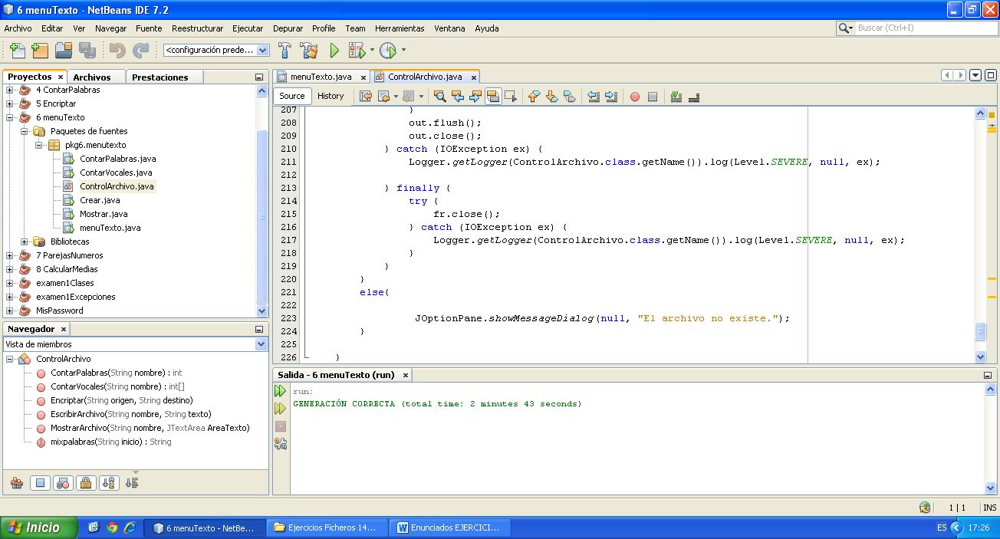 6 menuTexto - NetBeans IDE 7.2
Archivo Editar Ver Navegar Fuente Reestructurar Ejecutar Depurar Profile Team Herramientas Ventana Ayuda
Buscar (Ctrl+I)
<configuración prede...
Proyectos Archivos Prestaciones
4 ContarPalabras
5 Encriptar
6 menuTexto
Paquetes de fuentes
pkg6.menutexto
ContarPalabras.java
ContarVocales.java
ControlArchivo.java
Crear.java
Mostrar.java
menuTexto.java
Bibliotecas
7 ParejasNumeros
8 CalcularMedias
examen1Clases
examen1Excepciones
MisPassword
Navegador
Vista de miembros
ControlArchivo
ContarPalabras(String nombre) : int
ContarVocales(String nombre) : int[]
Encriptar(String origen, String destino)
EscribirArchivo(String nombre, String texto)
MostrarArchivo(String nombre, JTextArea AreaTexto)
mixpalabras(String inicio) : String
menuTexto.java ControlArchivo.java
Source History
207 }
208 out.flush();
209 out.close();
210 } catch (IOException ex) {
211 Logger.getLogger(ControlArchivo.class.getName()).log(Level.SEVERE, null, ex);
212
213 } finally {
214 try {
215 fr.close();
216 } catch (IOException ex) {
217 Logger.getLogger(ControlArchivo.class.getName()).log(Level.SEVERE, null, ex);
218 }
219 }
220 }
221 else{
222
223 JOptionPane.showMessageDialog(null, "El archivo no existe.");
224 }
225
226 }
Salida - 6 menuTexto (run)
run:
GENERACIÓN CORRECTA (total time: 2 minutes 43 seconds)
1 | 1 INS
Inicio 6 menuTexto - NetBe... Ejercicios Ficheros 14... Enunciados EJERCICI... ES 17:26